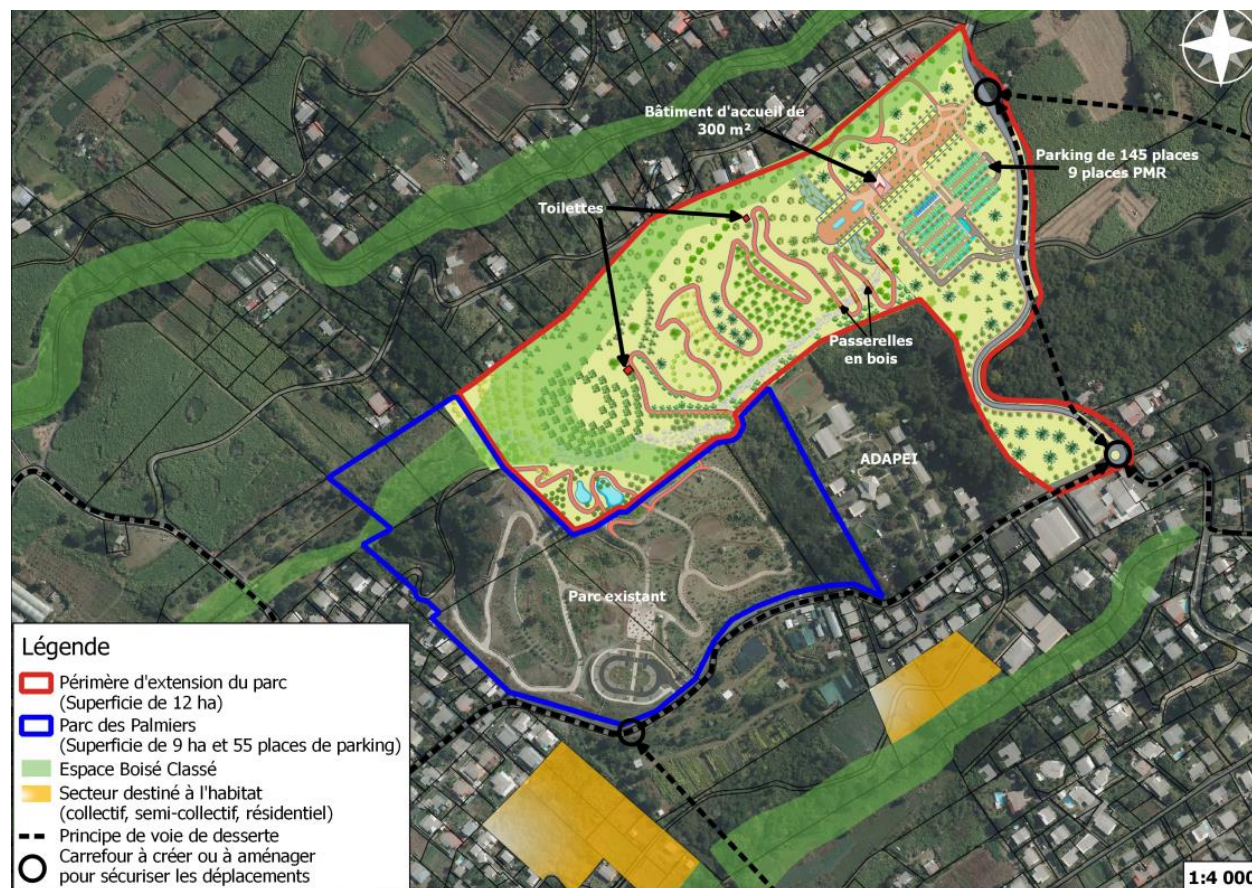 Bâtiment d'accueil de
300 m²
Parking de 145 places
9 places PMR
Toilettes
Passerelles
en bois
ADAPEI
Parc existant
Légende
Périmère d'extension du parc
(Superficie de 12 ha)
Parc des Palmiers
(Superficie de 9 ha et 55 places de parking)
Espace Boisé Classé
Secteur destiné à l'habitat
(collectif, semi-collectif, résidentiel)
Principe de voie de desserte
Carrefour à créer ou à aménager
pour sécuriser les déplacements
1:4 000